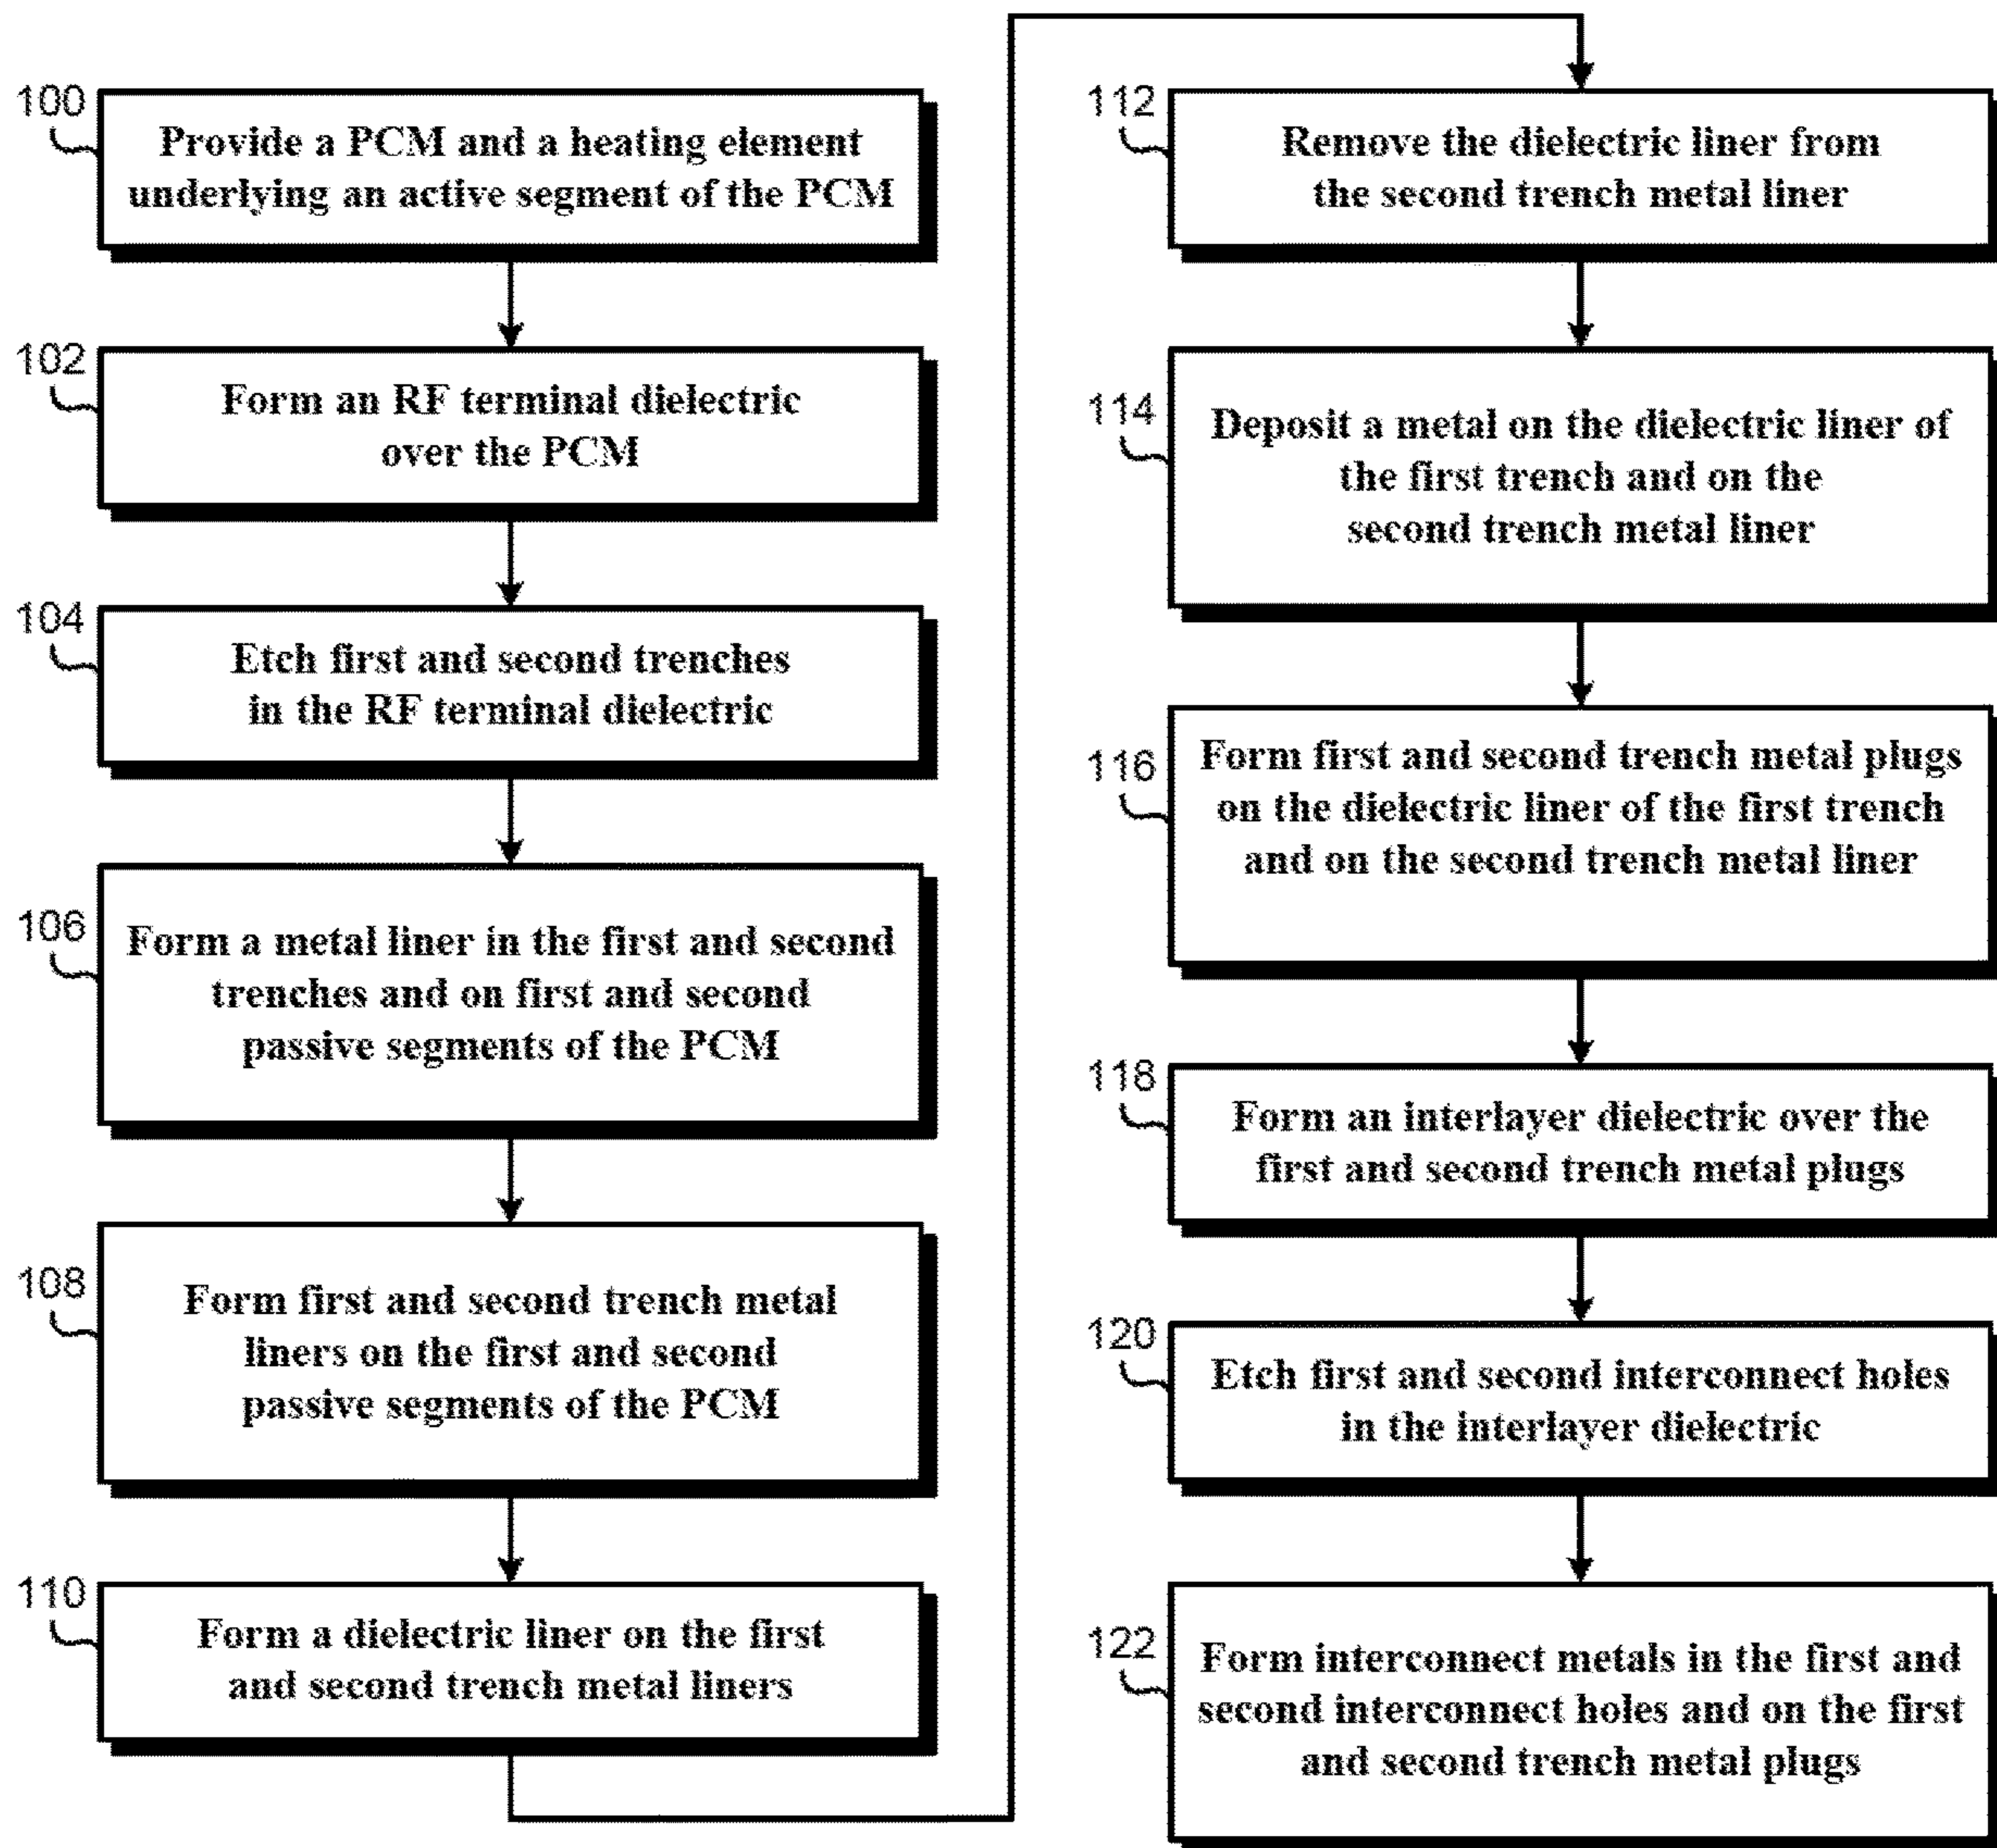 100
Provide a PCM and a heating element
underlying an active segment of the PCM
102
Form an RF terminal dielectric
over the PCM
104
Etch first and second trenches
in the RF terminal dielectric
106
Form a metal liner in the first and second
trenches and on first and second
passive segments of the PCM
108
Form first and second trench metal
liners on the first and second
passive segments of the PCM
110
Form a dielectric liner on the first
and second trench metal liners
112
Remove the dielectric liner from
the second trench metal liner
114
Deposit a metal on the dielectric liner of
the first trench and on the
second trench metal liner
116
Form first and second trench metal plugs
on the dielectric liner of the first trench
and on the second trench metal liner
118
Form an interlayer dielectric over the
first and second trench metal plugs
120
Etch first and second interconnect holes
in the interlayer dielectric
122
Form interconnect metals in the first and
second interconnect holes and on the first
and second trench metal plugs